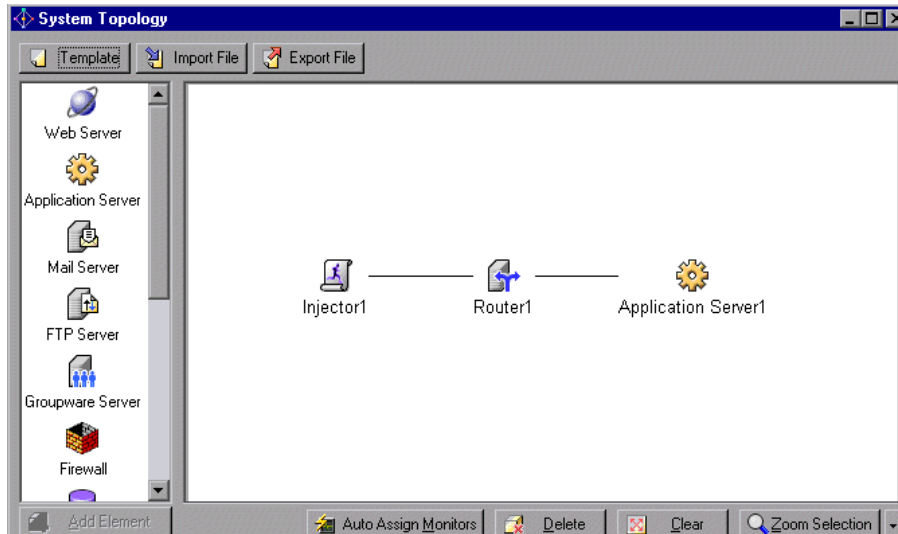 System Topology
Template Import File Export File
Web Server
Application Server
Mail Server
FTP Server
Groupware Server
Firewall
Injector1 Router1 Application Server1
Add Element Auto Assign Monitors Delete Clear Zoom Selection